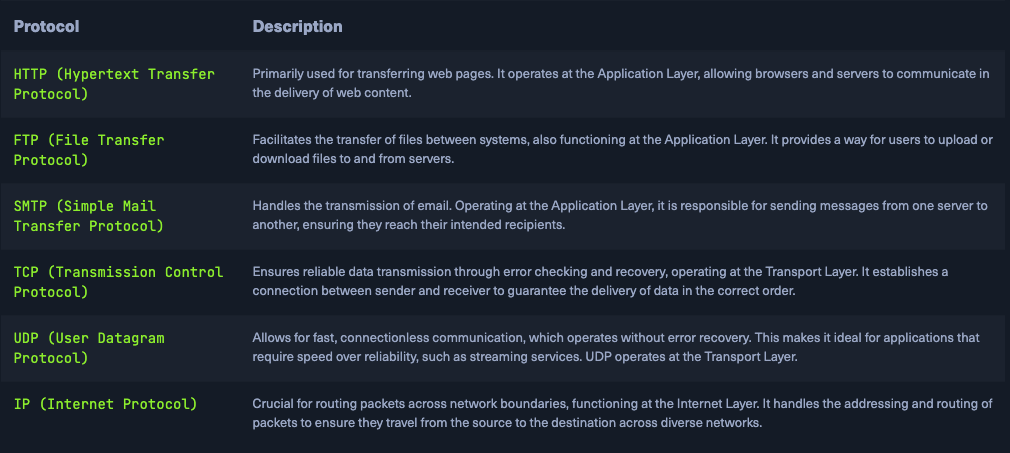 Protocol
Description
HTTP (Hypertext Transfer
Protocol)
Primarily used for transferring web pages. It operates at the Application Layer, allowing browsers and servers to communicate in
the delivery of web content.
FTP (File Transfer
Protocol)
Facilitates the transfer of files between systems, also functioning at the Application Layer. It provides a way for users to upload or
download files to and from servers.
SMTP (Simple Mail
Transfer Protocol)
Handles the transmission of email. Operating at the Application Layer, it is responsible for sending messages from one server to
another, ensuring they reach their intended recipients.
TCP (Transmission Control
Protocol)
Ensures reliable data transmission through error checking and recovery, operating at the Transport Layer. It establishes a
connection between sender and receiver to guarantee the delivery of data in the correct order.
UDP (User Datagram
Protocol)
Allows for fast, connectionless communication, which operates without error recovery. This makes it ideal for applications that
require speed over reliability, such as streaming services. UDP operates at the Transport Layer.
IP (Internet Protocol)
Crucial for routing packets across network boundaries, functioning at the Internet Layer. It handles the addressing and routing of
packets to ensure they travel from the source to the destination across diverse networks.